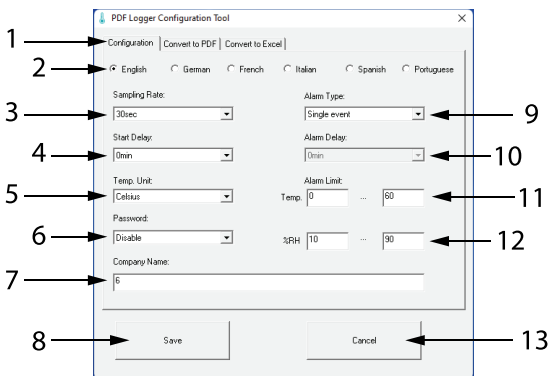 PDF Logger Configuration Tool
1
Configuration Convert to PDF Convert to Excel
2
English German French Italian Spanish Portuguese
Sampling Rate: Alarm Type:
3 30sec Single event 9
Start Delay: Alarm Delay:
4 0min 0min 10
Temp. Unit: Alarm Limit:
5 Celsius Temp. 0 ... 60 11
Password:
6 Disable %RH 10 ... 90 12
Company Name:
7 6
8 Save Cancel 13